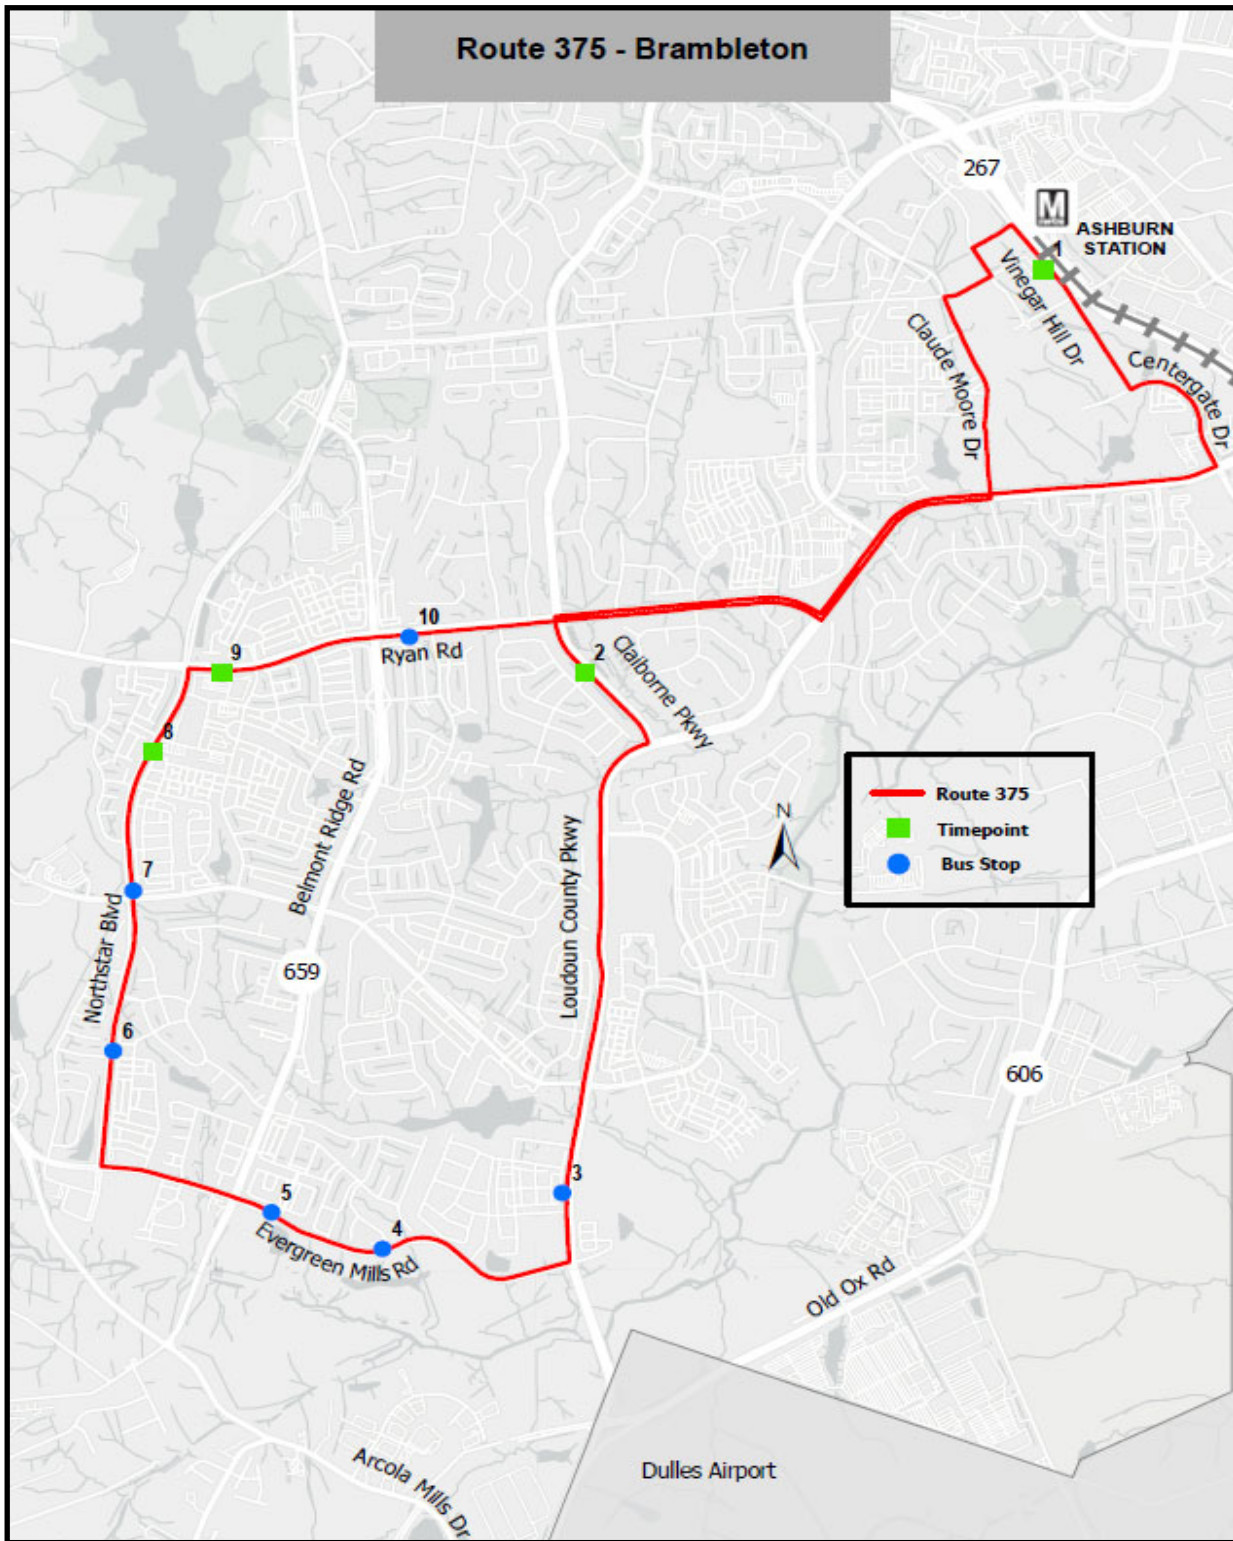 Route 375 - Brambleton
267
M
ASHBURN
STATION
1
Vinegar Hill Dr
Claude Moore Dr
Centergate Dr
10
Ryan Rd
9
2
Claiborne Pkwy
8
Belmont Ridge Rd
N
Route 375
Timepoint
Bus Stop
7
Northstar Blvd
Loudoun County Pkwy
659
6
606
3
5
4
Evergreen Mills Rd
Old Ox Rd
Arcola Mills Dr
Dulles Airport